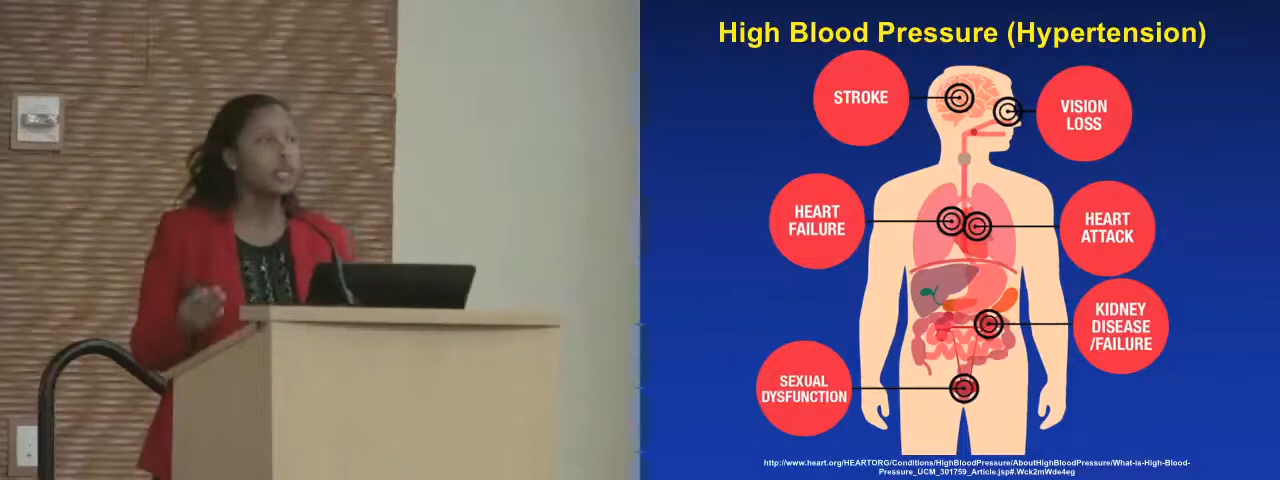 High Blood Pressure (Hypertension)
STROKE
VISION
LOSS
HEART
FAILURE
HEART
ATTACK
KIDNEY
DISEASE
/FAILURE
SEXUAL
DYSFUNCTION
http://www.heart.org/HEARTORG/Conditions/HighBloodPressure/AboutHighBloodPressure/What-is-High-Blood-
Pressure_UCM_301759_Article.jsp#.Wck2mWde4eg